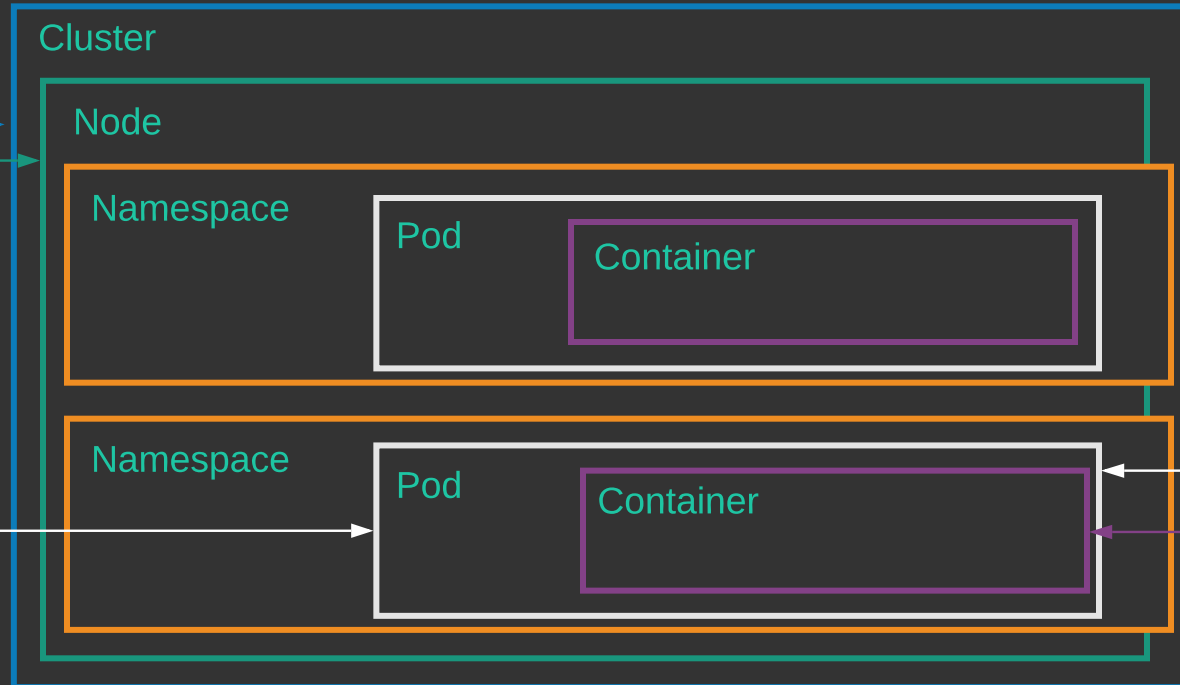 Cluster
Node
Namespace
Pod
Container
Namespace
Pod
Container